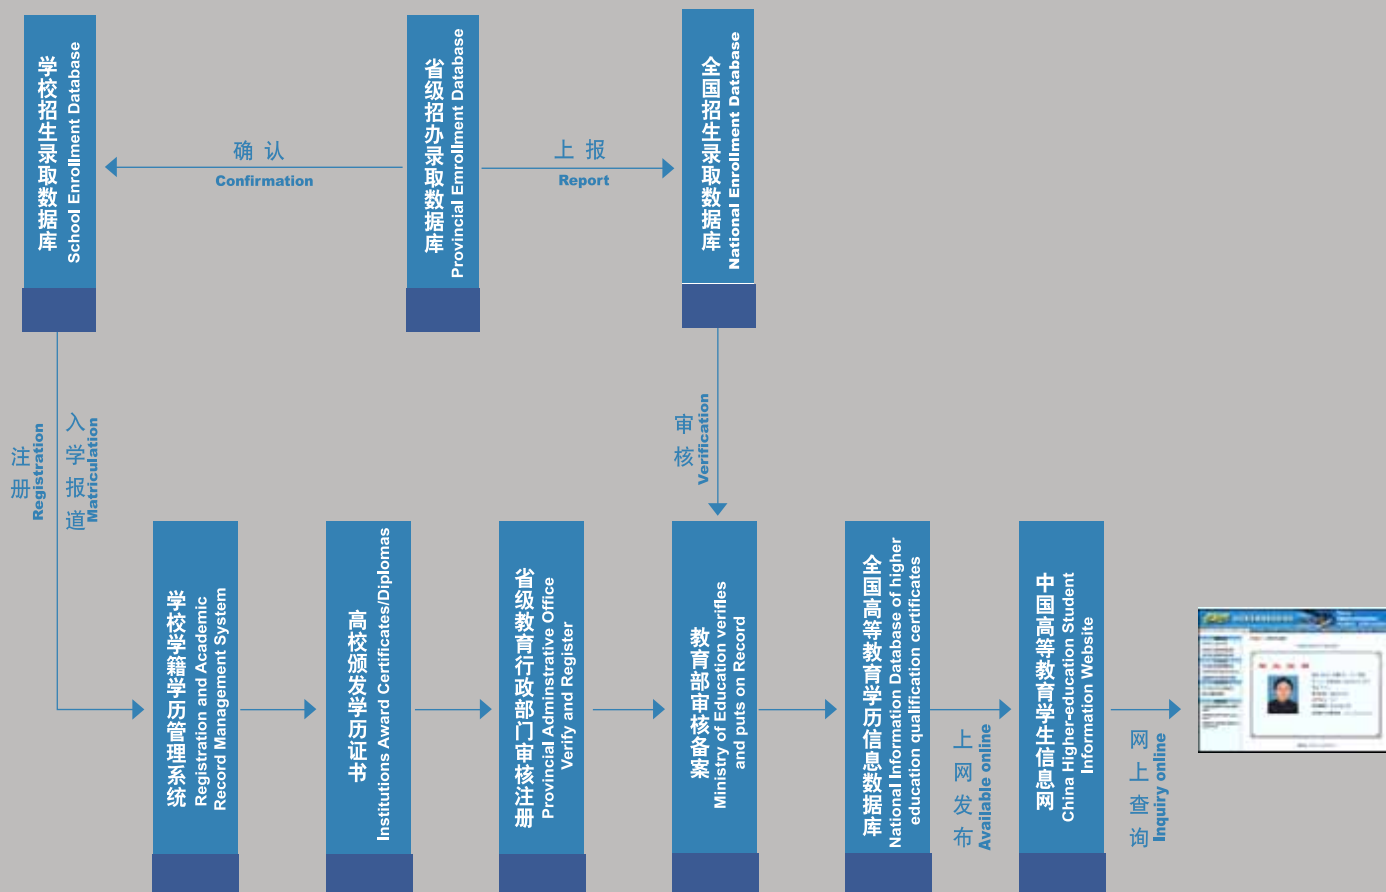 学校招生录取数据库
School Enrollment Database
确 认
Confirmation
省级招办录取数据库
Provincial Emrollment Database
上 报
Report
全国招生录取数据库
National Enrollment Database
注册
Registration
入学报道
Matriculation
审核
Verification
学校学籍学历管理系统
Registration and Academic
Record Management System
高校颁发学历证书
Institutions Award Certificates/Diplomas
省级教育行政部门审核注册
Provincial Adminstrative Office
Verify and Register
教育部审核备案
Ministry of Education verifies
and puts on Record
全国高等教育学历信息数据库
National Information Database of higher
education qualification certificates
上网发布
Available online
中国高等教育学生信息网
China Higher-education Student
Information Website
网上查询
Inquiry online